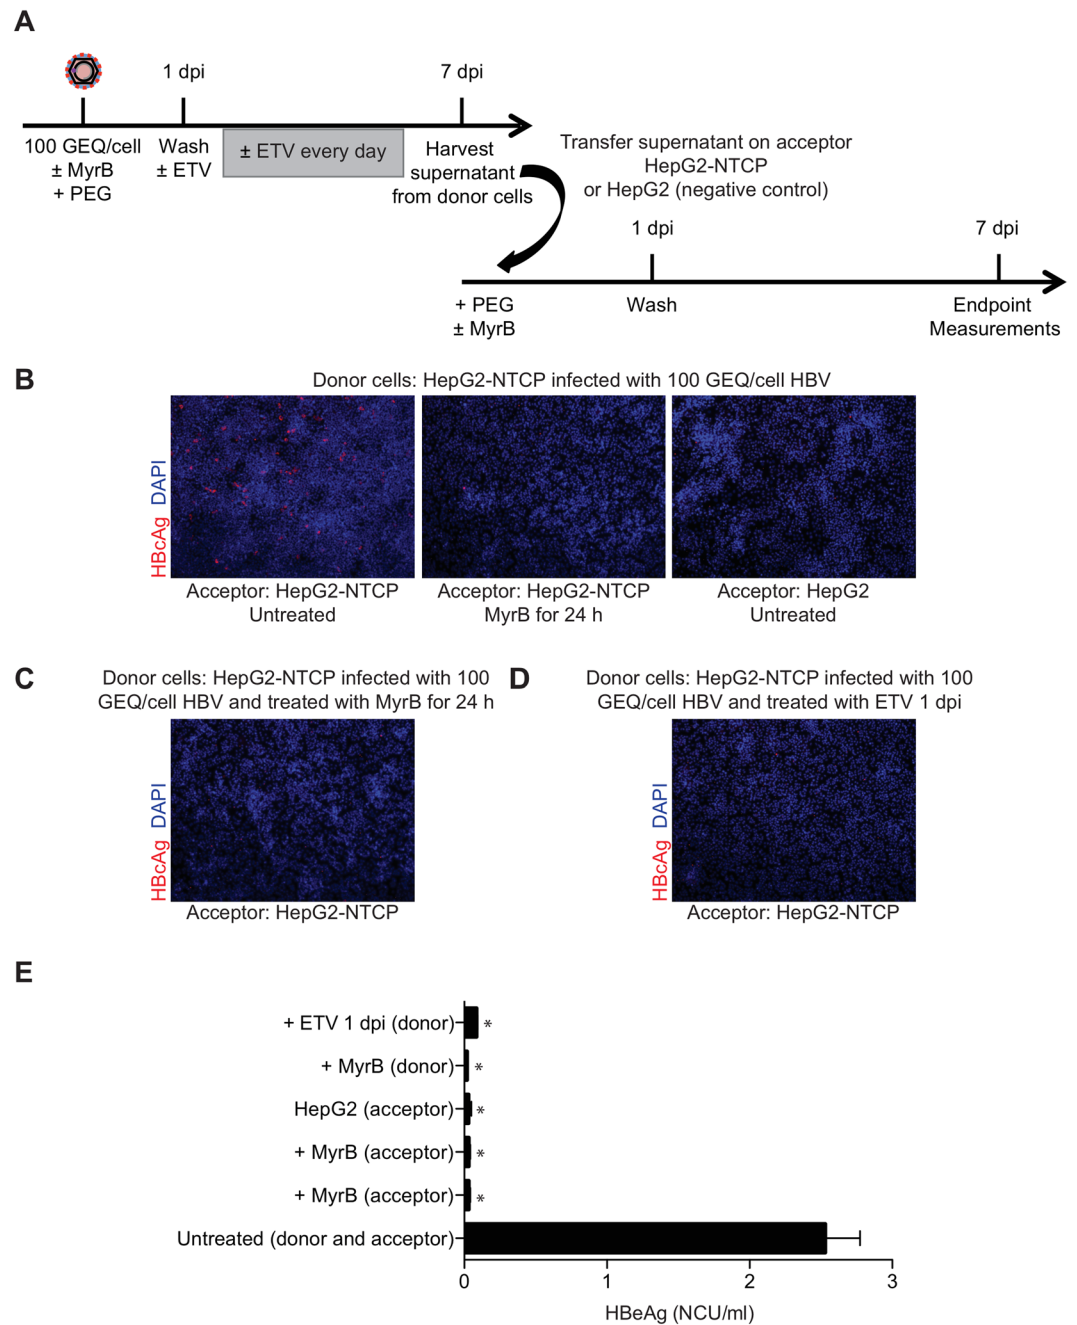 A
1 dpi
7 dpi
100 GEQ/cell
± MyrB
+ PEG
Wash
± ETV
± ETV every day
Harvest
supernatant
from donor cells
Transfer supernatant on acceptor
HepG2-NTCP
or HepG2 (negative control)
1 dpi
7 dpi
+ PEG
± MyrB
Wash
Endpoint
Measurements
B
Donor cells: HepG2-NTCP infected with 100 GEQ/cell HBV
HBcAg DAPI
Acceptor: HepG2-NTCP
Untreated
Acceptor: HepG2-NTCP
MyrB for 24 h
Acceptor: HepG2
Untreated
C
Donor cells: HepG2-NTCP infected with 100
GEQ/cell HBV and treated with MyrB for 24 h
HBcAg DAPI
Acceptor: HepG2-NTCP
D
Donor cells: HepG2-NTCP infected with 100
GEQ/cell HBV and treated with ETV 1 dpi
HBcAg DAPI
Acceptor: HepG2-NTCP
E
+ ETV 1 dpi (donor) *
+ MyrB (donor) *
HepG2 (acceptor) *
+ MyrB (acceptor) *
+ MyrB (acceptor) *
Untreated (donor and acceptor)
0 1 2 3
HBeAg (NCU/ml)